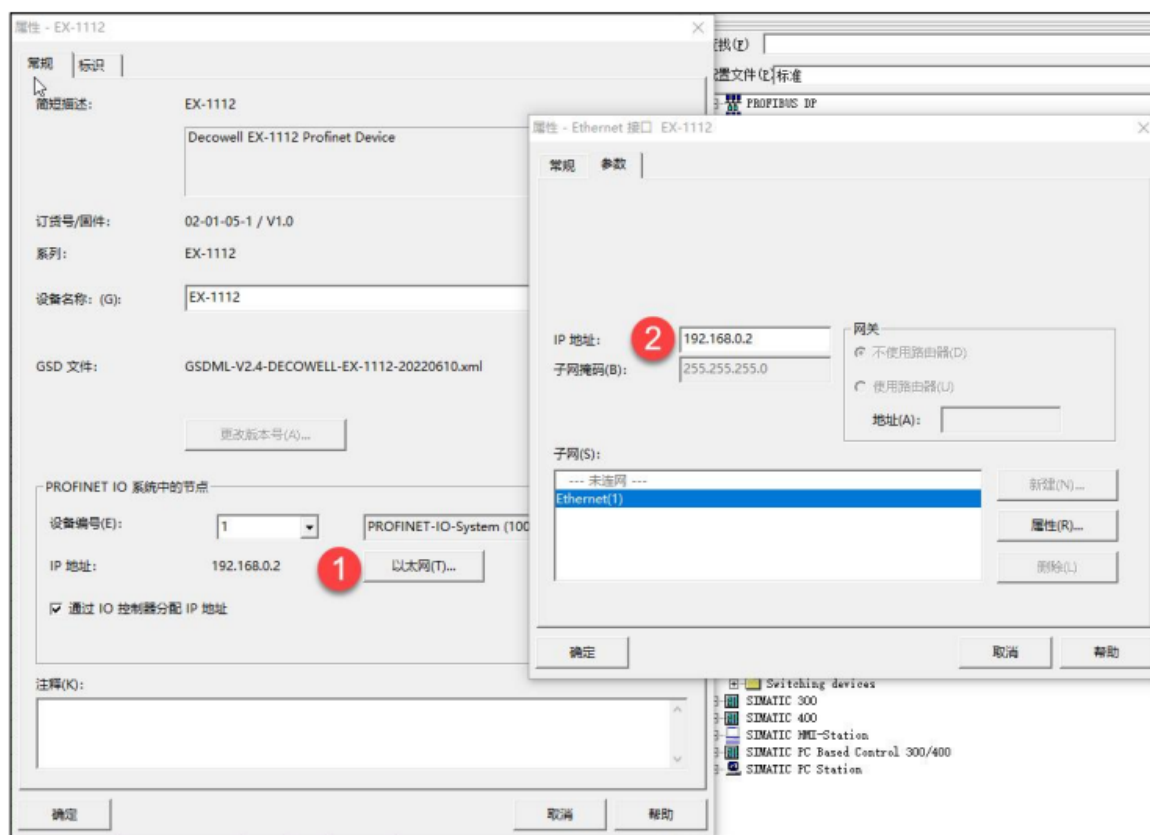 属性 - EX-1112
常规 标识
简短描述: EX-1112
Decowell EX-1112 Profinet Device
订货号/固件: 02-01-05-1 / V1.0
系列: EX-1112
设备名称: (G): EX-1112
GSD 文件: GSDML-V2.4-DECOWELL-EX-1112-20220610.xml
更改版本号(A)...
PROFINET IO 系统中的节点
设备编号(E): 1 PROFINET-IO-System (100
IP 地址: 192.168.0.2 1 以太网(T)...
通过 IO 控制器分配 IP 地址
注释(K):
确定 取消 帮助
找(F)
配置文件(P) 标准
PROFIBUS DP
属性 - Ethernet 接口 EX-1112
常规 参数
IP 地址: 2 192.168.0.2
子网掩码(B): 255.255.255.0
网关
不使用路由器(D)
使用路由器(U)
地址(A):
子网(S):
--- 未连网 ---
Ethernet(1)
新建(N)...
属性(R)...
删除(L)
确定 取消 帮助
Switching devices
SIMATIC 300
SIMATIC 400
SIMATIC HMI-Station
SIMATIC PC Based Control 300/400
SIMATIC PC Station